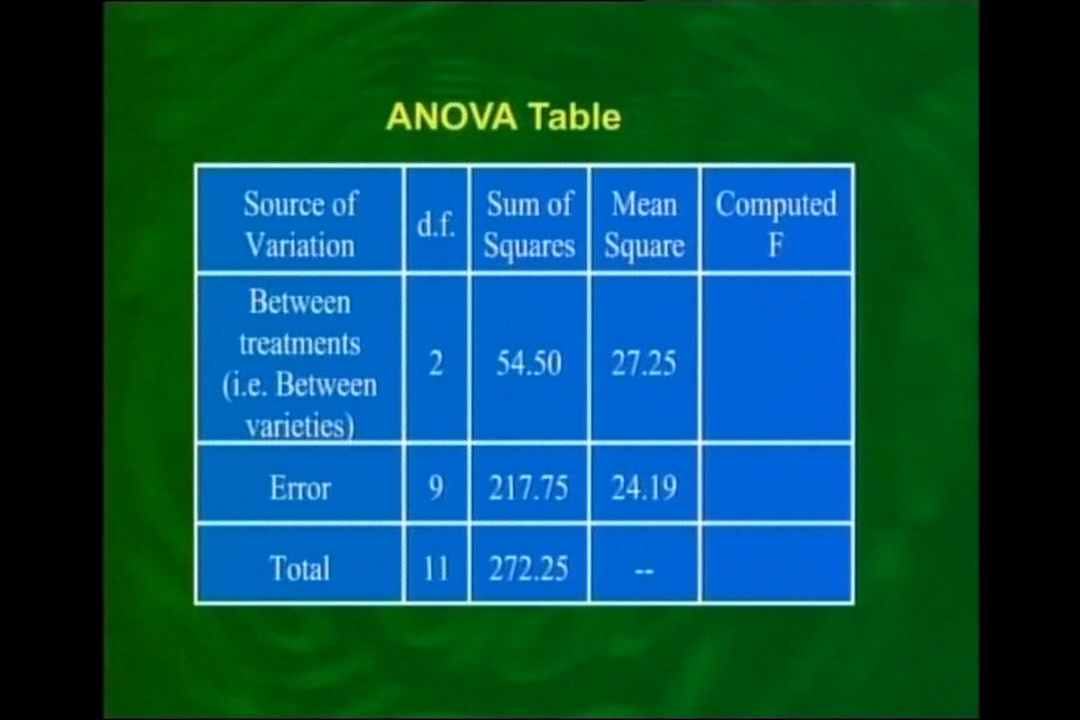 ANOVA Table
Source of Variation d.f. Sum of Squares Mean Square Computed F
Between treatments (i.e. Between varieties) 2 54.50 27.25
Error 9 217.75 24.19
Total 11 272.25 --